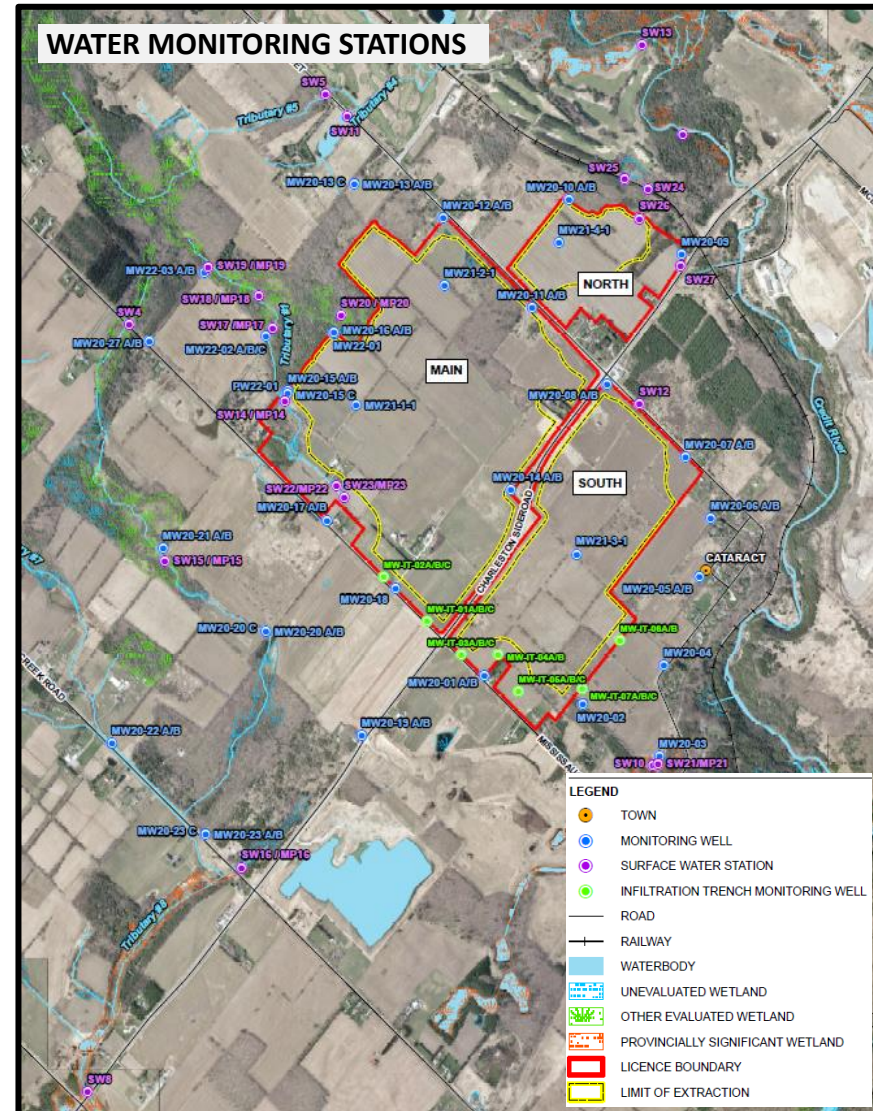 WATER MONITORING STATIONS
SW13
SW5
Tributary #5
Tributary #4
SW11
SW25
SW24
MW20-13 C
MW20-13 A/B
MW20-10 A/B
MW20-12 A/B
SW26
MW21-4-1
MW20-09
SW27
MW22-03 A/B
SW19 / MP19
MW21-2-1
NORTH
SW18 / MP18
MW20-11 A/B
SW4
SW17 /MP17
SW20 / MP20
MW20-27 A/B
MW22-02 A/B/C
Tributary #1
MW20-16 A/B
MW22-01
MAIN
PW22-01
MW20-15 A/B
MW20-15 C
SW14 / MP14
MW21-1-1
MW20-08 A/B
SW12
Credit River
MW20-07 A/B
SW22/MP22
SW23/MP23
MW20-14 A/B
SOUTH
MW20-17 A/B
MW20-06 A/B
CHARLESTON SIDEROAD
MW20-21 A/B
SW15 / MP15
MW21-3-1
CATARACT
MW-IT-02A/B/C
MW20-18
MW20-05 A/B
MW-IT-01A/B/C
MW20-20 C
MW20-20 A/B
MW-IT-03A/B/C
MW-IT-04A/B
MW-IT-06A/B
MW20-04
CREEK ROAD
MW20-01 A/B
MW-IT-05A/B/C
MW-IT-07A/B/C
MW20-02
MW20-22 A/B
MW20-19 A/B
MISSISSAU
MW20-03
SW10
SW21/MP21
MW20-23 C
MW20-23 A/B
SW16 / MP16
Tributary #8
SW8
LEGEND
TOWN
MONITORING WELL
SURFACE WATER STATION
INFILTRATION TRENCH MONITORING WELL
ROAD
RAILWAY
WATERBODY
UNEVALUATED WETLAND
OTHER EVALUATED WETLAND
PROVINCIALLY SIGNIFICANT WETLAND
LICENCE BOUNDARY
LIMIT OF EXTRACTION